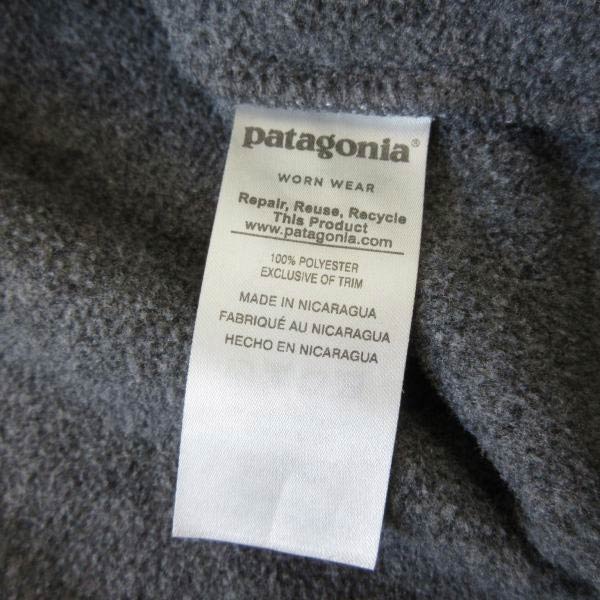 patagonia®
WORN WEAR
Repair, Reuse, Recycle
This Product
www.patagonia.com
100% POLYESTER
EXCLUSIVE OF TRIM
MADE IN NICARAGUA
FABRIQUÉ AU NICARAGUA
HECHO EN NICARAGUA